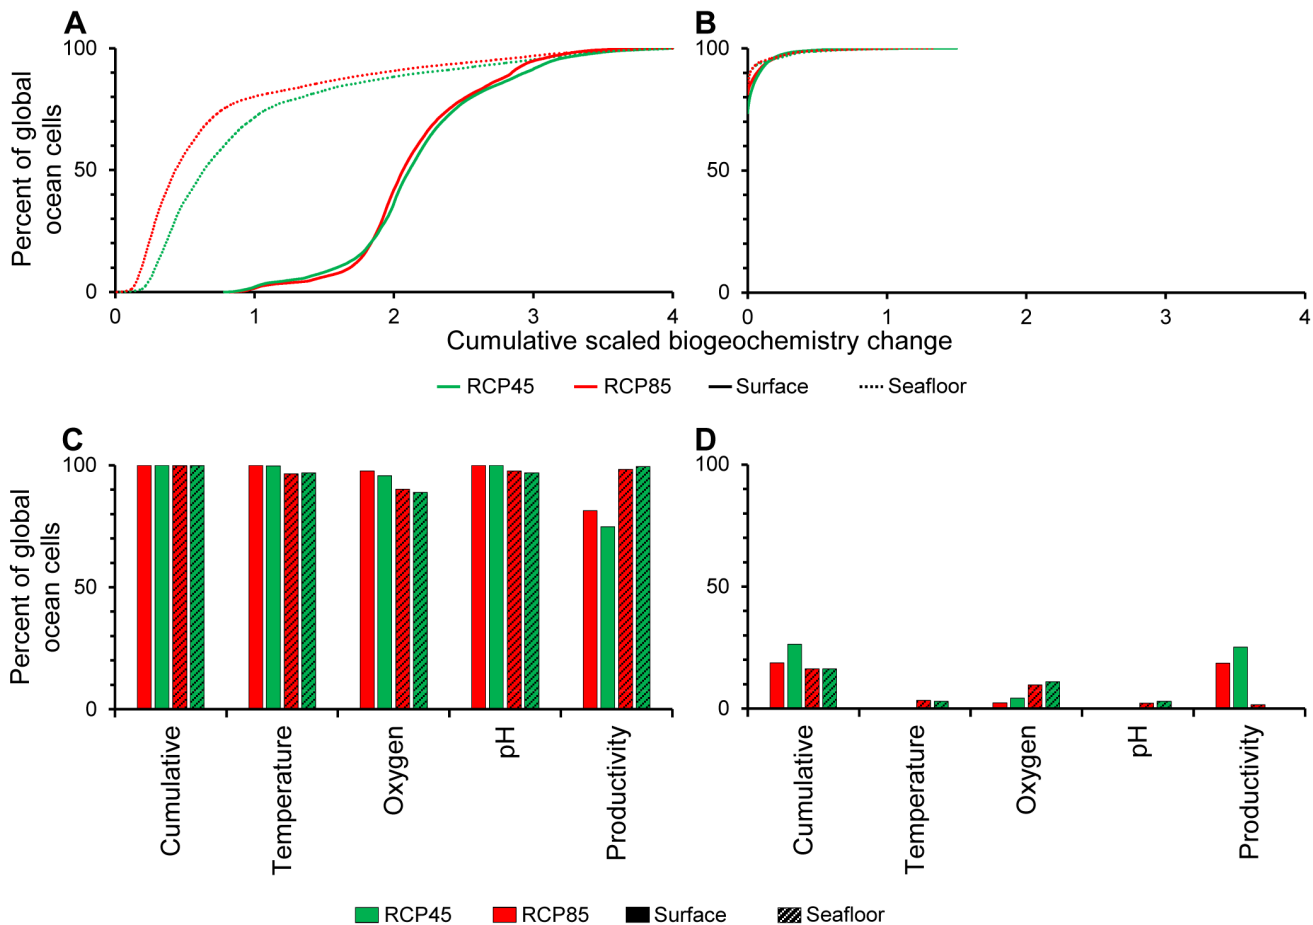 A
B
Percent of global
ocean cells
100
50
0
0 1 2 3 4
100
50
0
0 1 2 3 4
Cumulative scaled biogeochemistry change
RCP45 RCP85 Surface Seafloor
C
D
Percent of global
ocean cells
100
50
0
Cumulative
Temperature
Oxygen
pH
Productivity
100
50
0
Cumulative
Temperature
Oxygen
pH
Productivity
RCP45 RCP85 Surface Seafloor